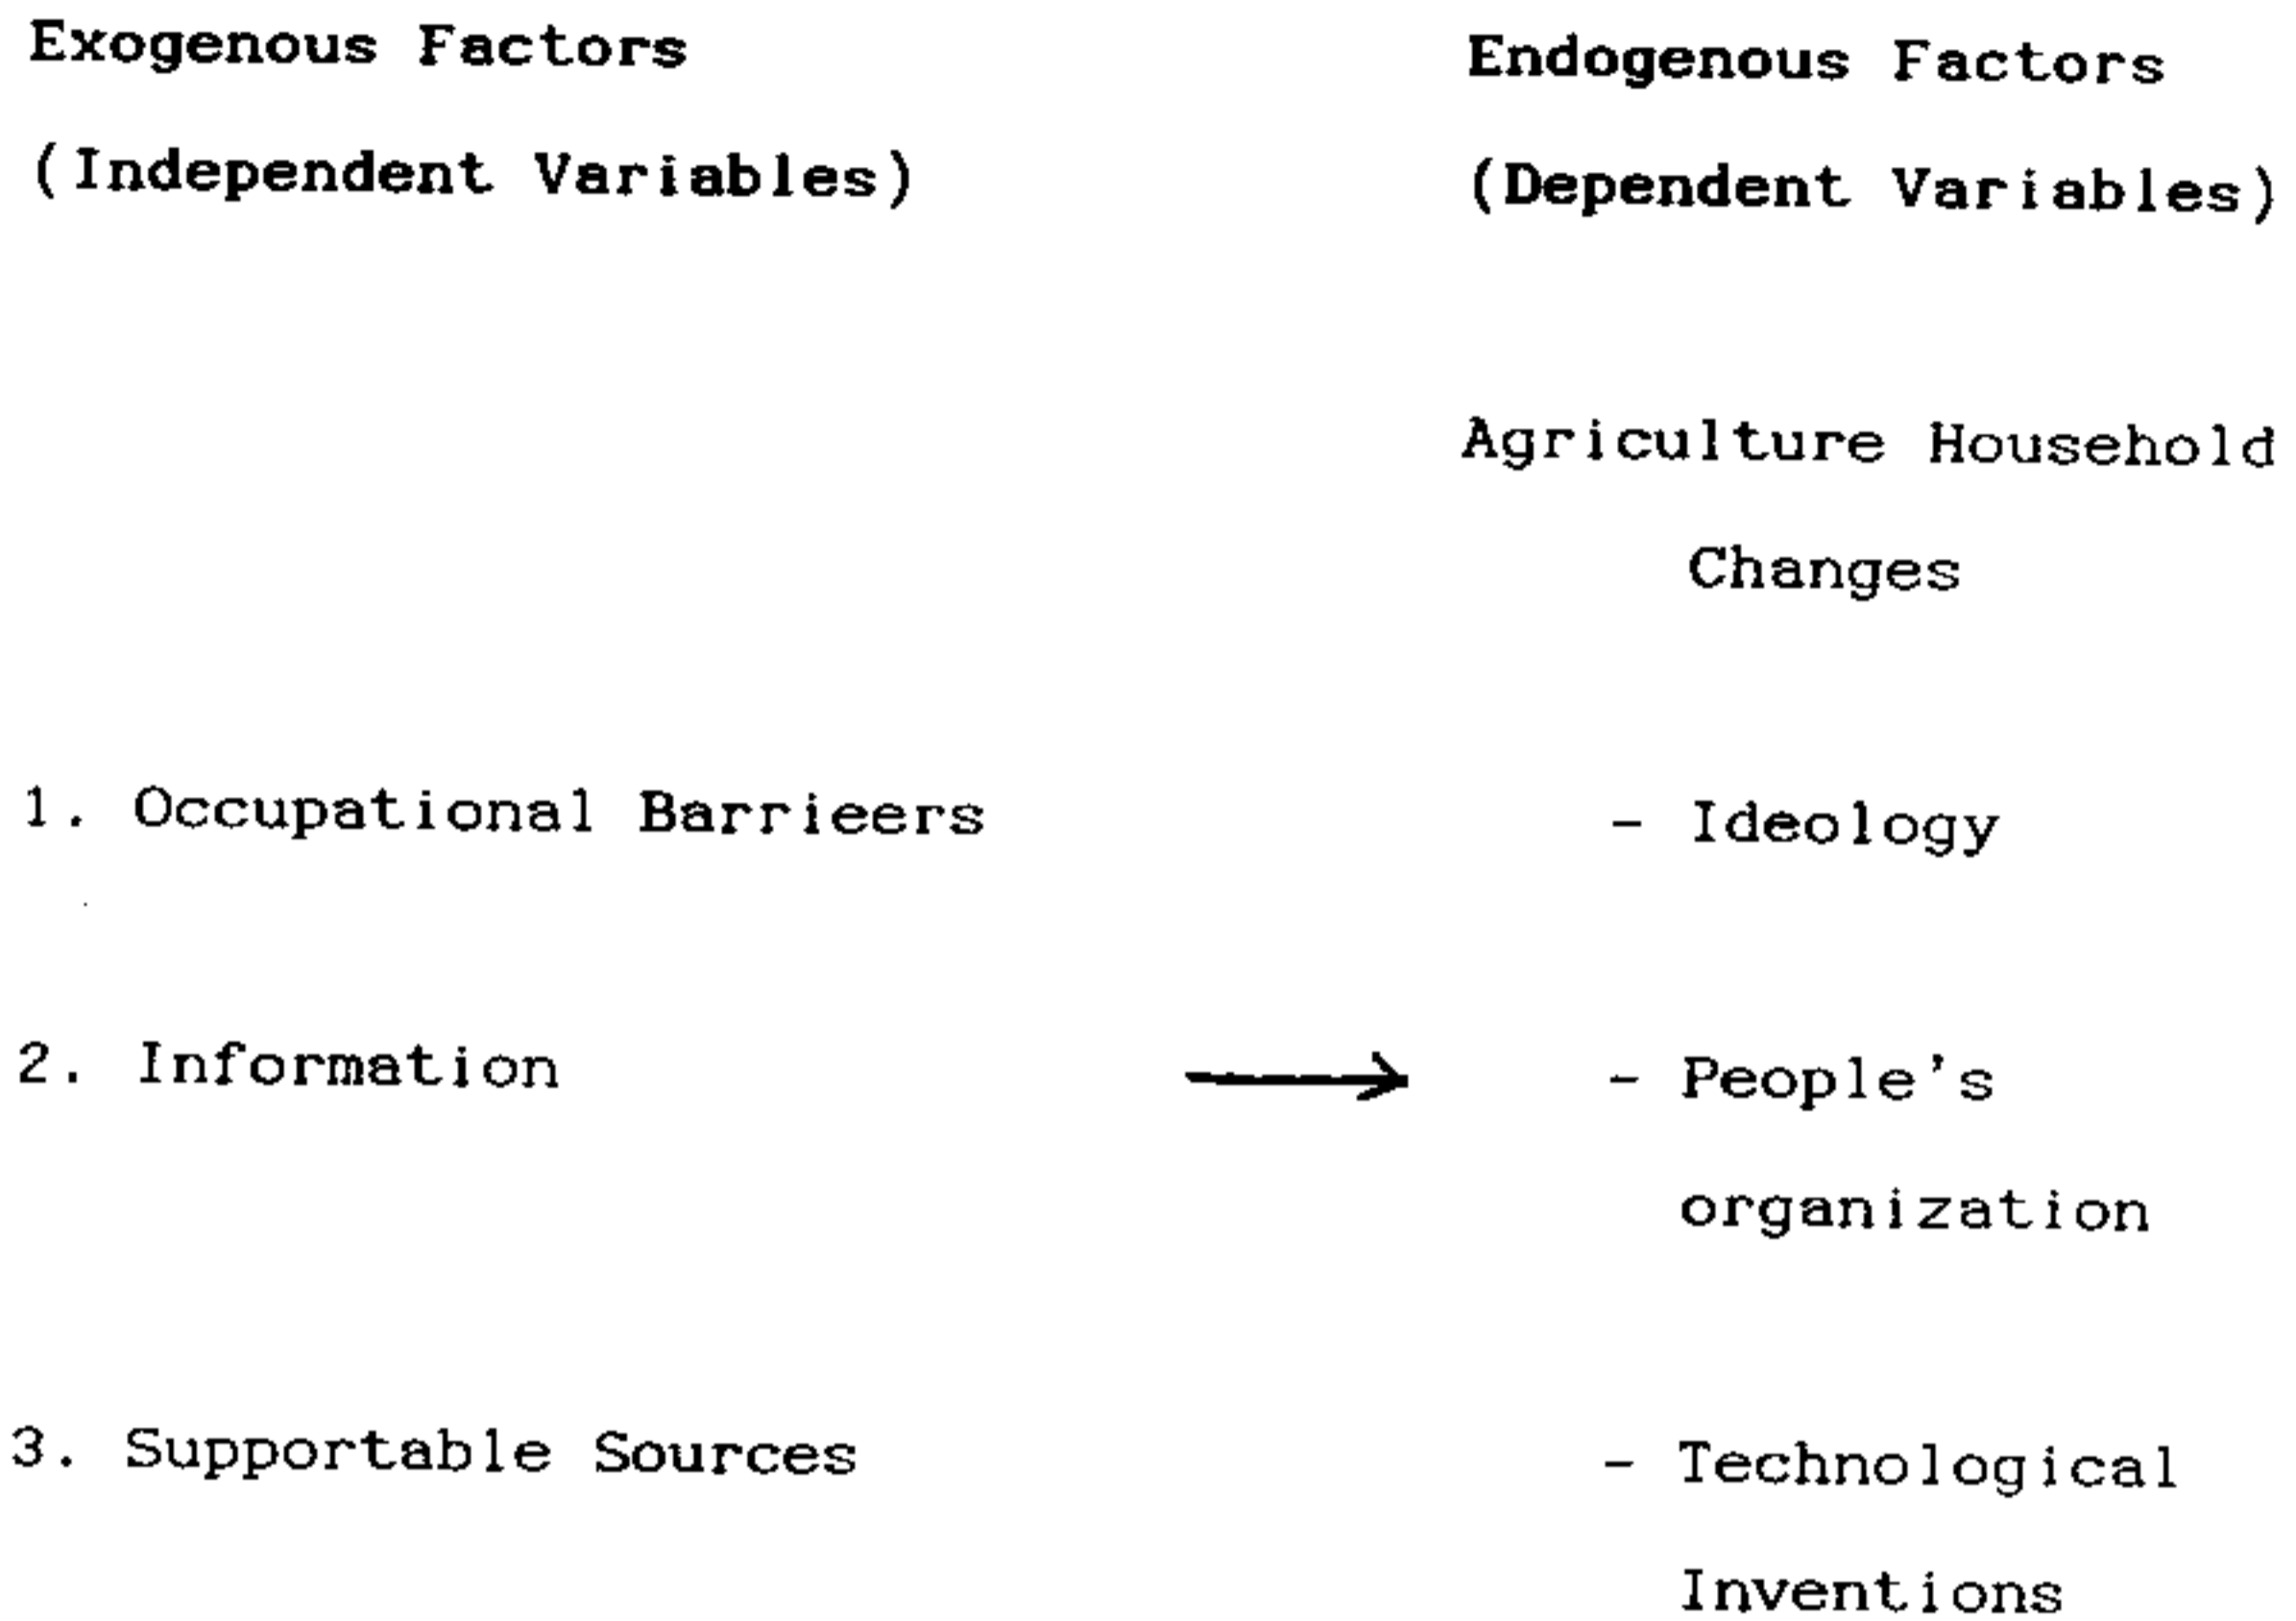 Exogenous Factors
(Independent Variables)
Endogenous Factors
(Dependent Variables)
Agriculture Household
Changes
1. Occupational Barrieers
- Ideology
2. Information
- People's
organization
3. Supportable Sources
- Technological
Inventions